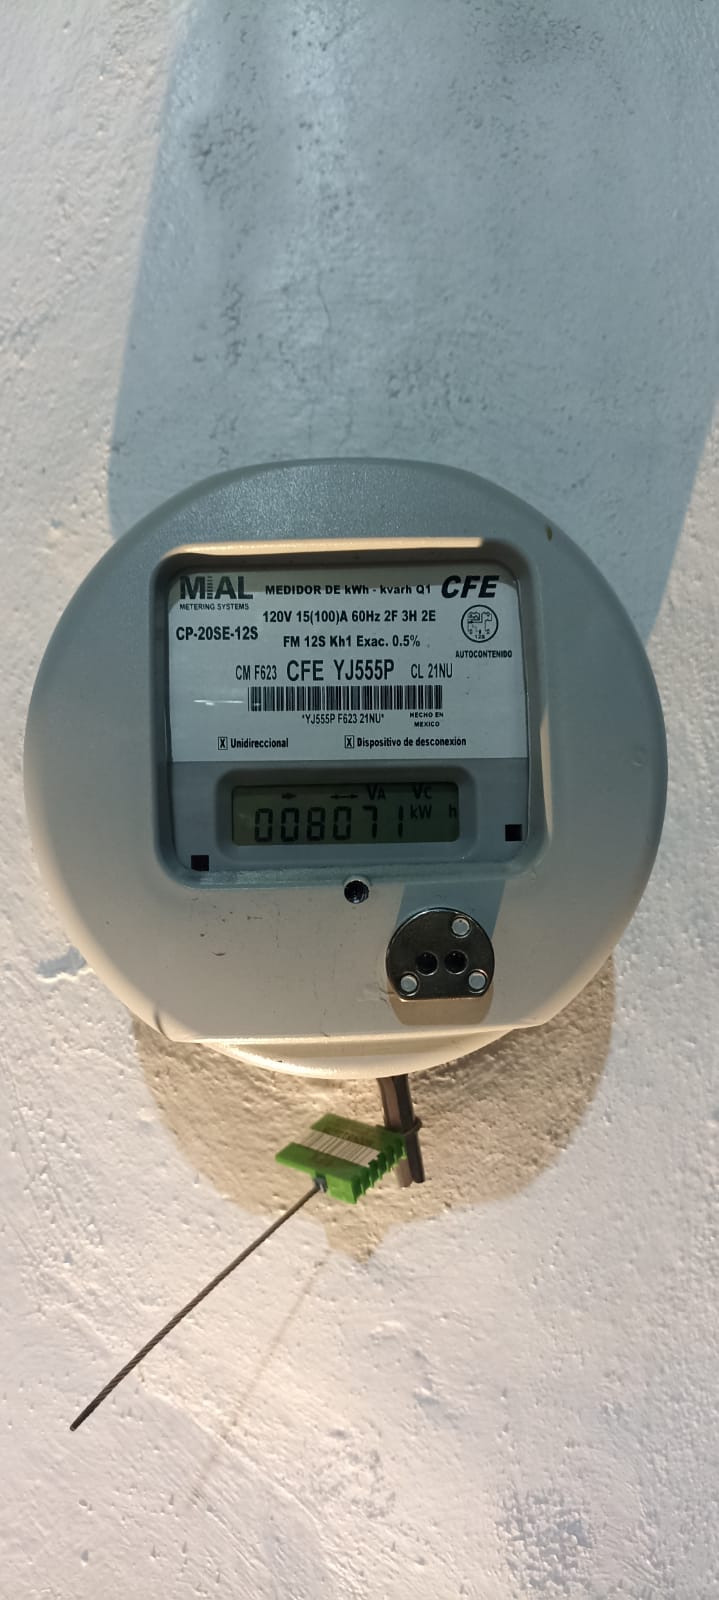 MIAL
METERING SYSTEMS
MEDIDOR DE kWh - kvarh Q1
CFE
120V 15(100)A 60Hz 2F 3H 2E
CP-20SE-12S
FM 12S Kh1 Exac. 0.5%
12S
AUTOCONTENIDO
CM F623 CFE YJ555P CL 21NU
*YJ555P F623 21NU*
HECHO EN
MEXICO
X Unidireccional
X Dispositivo de desconexión
VA VC
008071 kW h